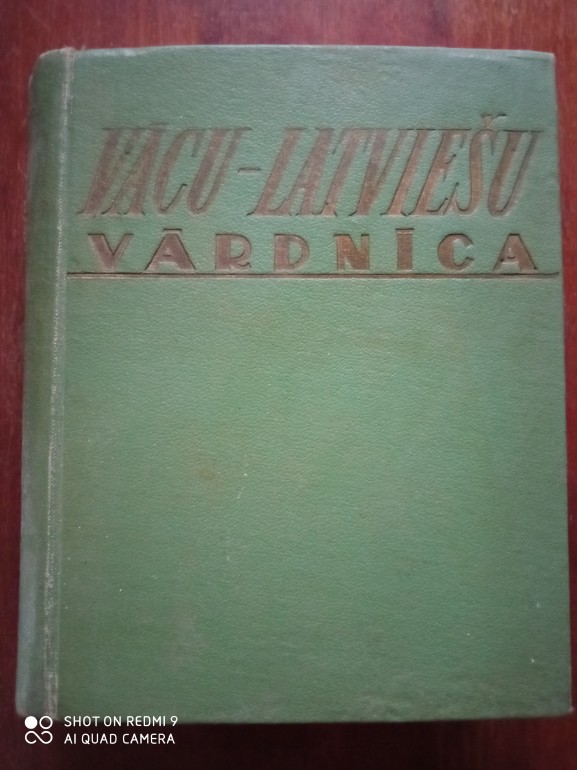 VĀCU-LATVIEŠU
VĀRDNĪCA
SHOT ON REDMI 9
AI QUAD CAMERA